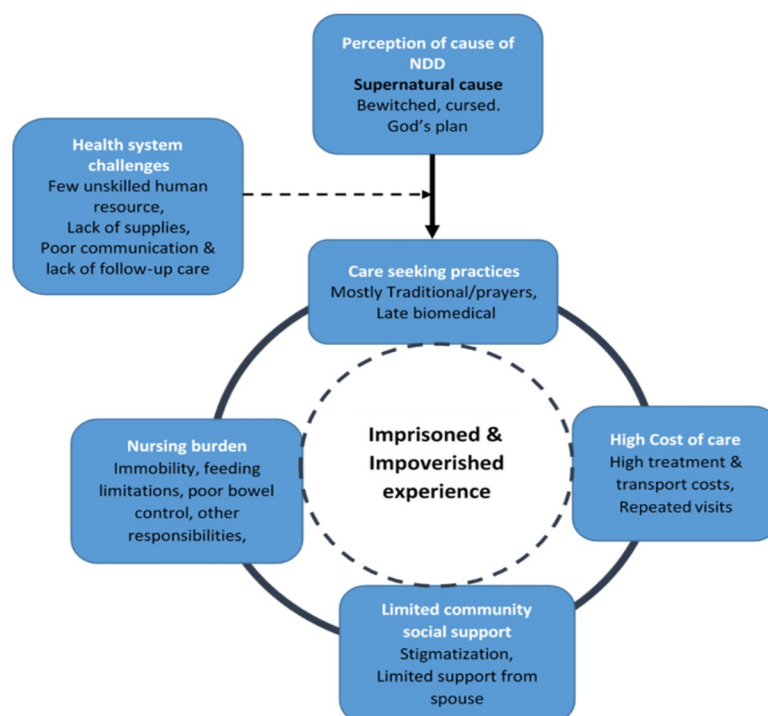 Perception of cause of
NDD
Supernatural cause
Bewitched, cursed.
God's plan
Health system
challenges
Few unskilled human
resource,
Lack of supplies,
Poor communication &
lack of follow-up care
Care seeking practices
Mostly Traditional/prayers,
Late biomedical
Nursing burden
Immobility, feeding
limitations, poor bowel
control, other
responsibilities,
Imprisoned &
Impoverished
experience
High Cost of care
High treatment &
transport costs,
Repeated visits
Limited community
social support
Stigmatization,
Limited support from
spouse